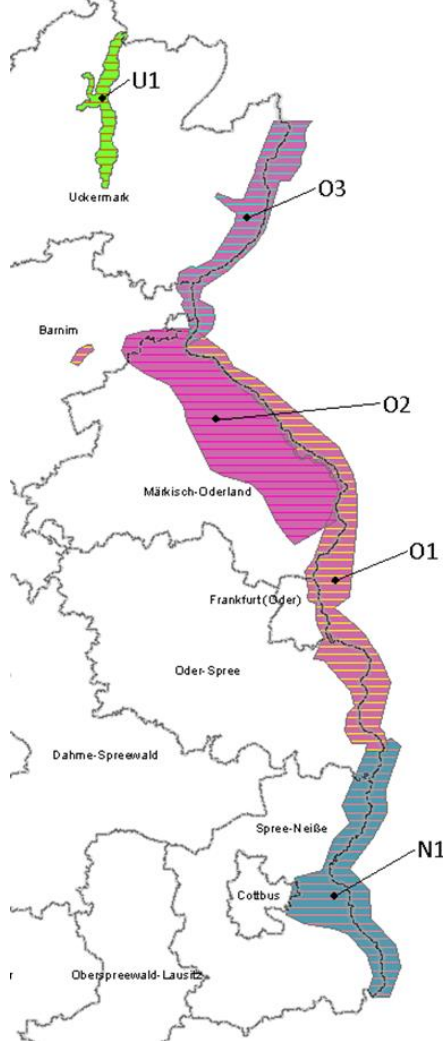 U1
Uckermark
O3
Barnim
O2
Märkisch-Oderland
O1
Frankfurt (Oder)
Oder-Spree
Dahme-Spreewald
Spree-Neiße
N1
Cottbus
Oberspreewald-Lausitz
r